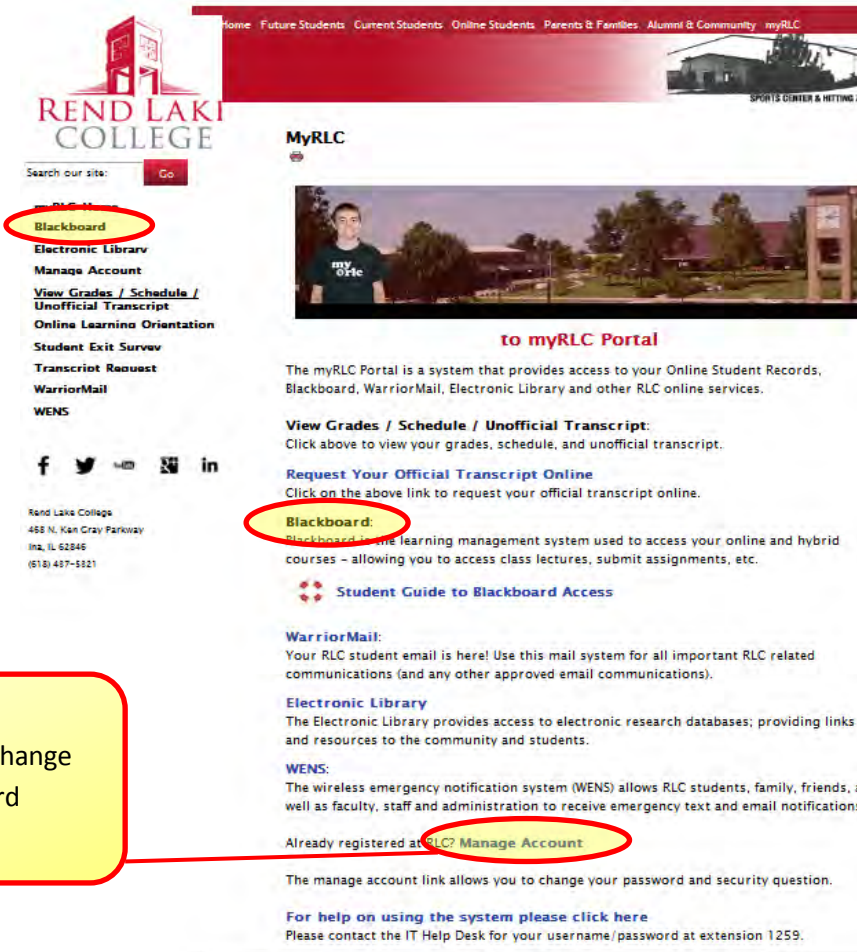 Home Future Students Current Students Online Students Parents & Families Alumni & Community myRLC
SPORTS CENTER & HITTING
REND LAKE
COLLEGE
Search our site:
Go
myRLC Home
Blackboard
Electronic Library
Manage Account
View Grades / Schedule /
Unofficial Transcript
Online Learning Orientation
Student Exit Survey
Transcript Request
WarriorMail
WENS
Rend Lake College
468 N. Ken Gray Parkway
Ina, IL 62846
(618) 437-5321
hange
rd
MyRLC
my
orlc
to myRLC Portal
The myRLC Portal is a system that provides access to your Online Student Records,
Blackboard, WarriorMail, Electronic Library and other RLC online services.
View Grades / Schedule / Unofficial Transcript:
Click above to view your grades, schedule, and unofficial transcript.
Request Your Official Transcript Online
Click on the above link to request your official transcript online.
Blackboard:
Blackboard is the learning management system used to access your online and hybrid
courses – allowing you to access class lectures, submit assignments, etc.
Student Guide to Blackboard Access
WarriorMail:
Your RLC student email is here! Use this mail system for all important RLC related
communications (and any other approved email communications).
Electronic Library
The Electronic Library provides access to electronic research databases; providing links
and resources to the community and students.
WENS:
The wireless emergency notification system (WENS) allows RLC students, family, friends,
well as faculty, staff and administration to receive emergency text and email notifications
Already registered at RLC? Manage Account
The manage account link allows you to change your password and security question.
For help on using the system please click here
Please contact the IT Help Desk for your username/password at extension 1259.